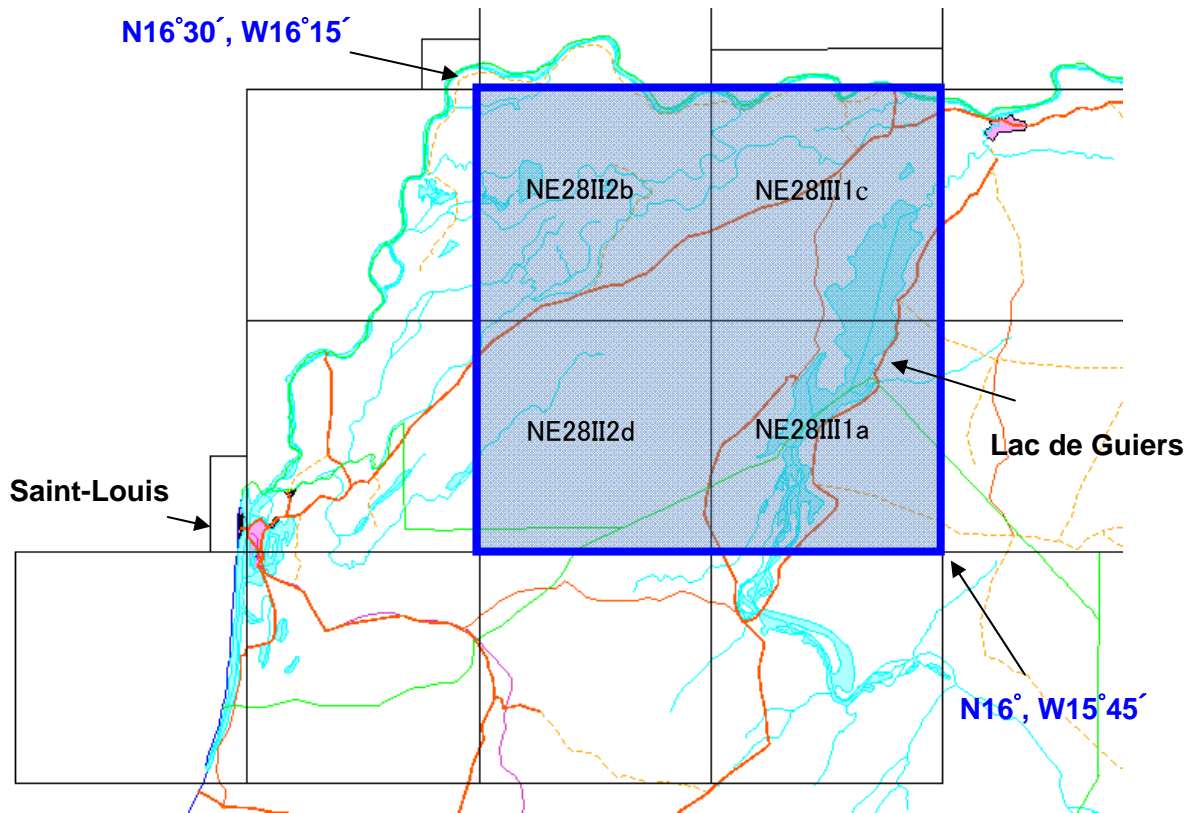 N16°30´, W16°15´
NE28II2b
NE28III1c
NE28II2d
NE28III1a
Lac de Guiers
Saint-Louis
N16°, W15°45´